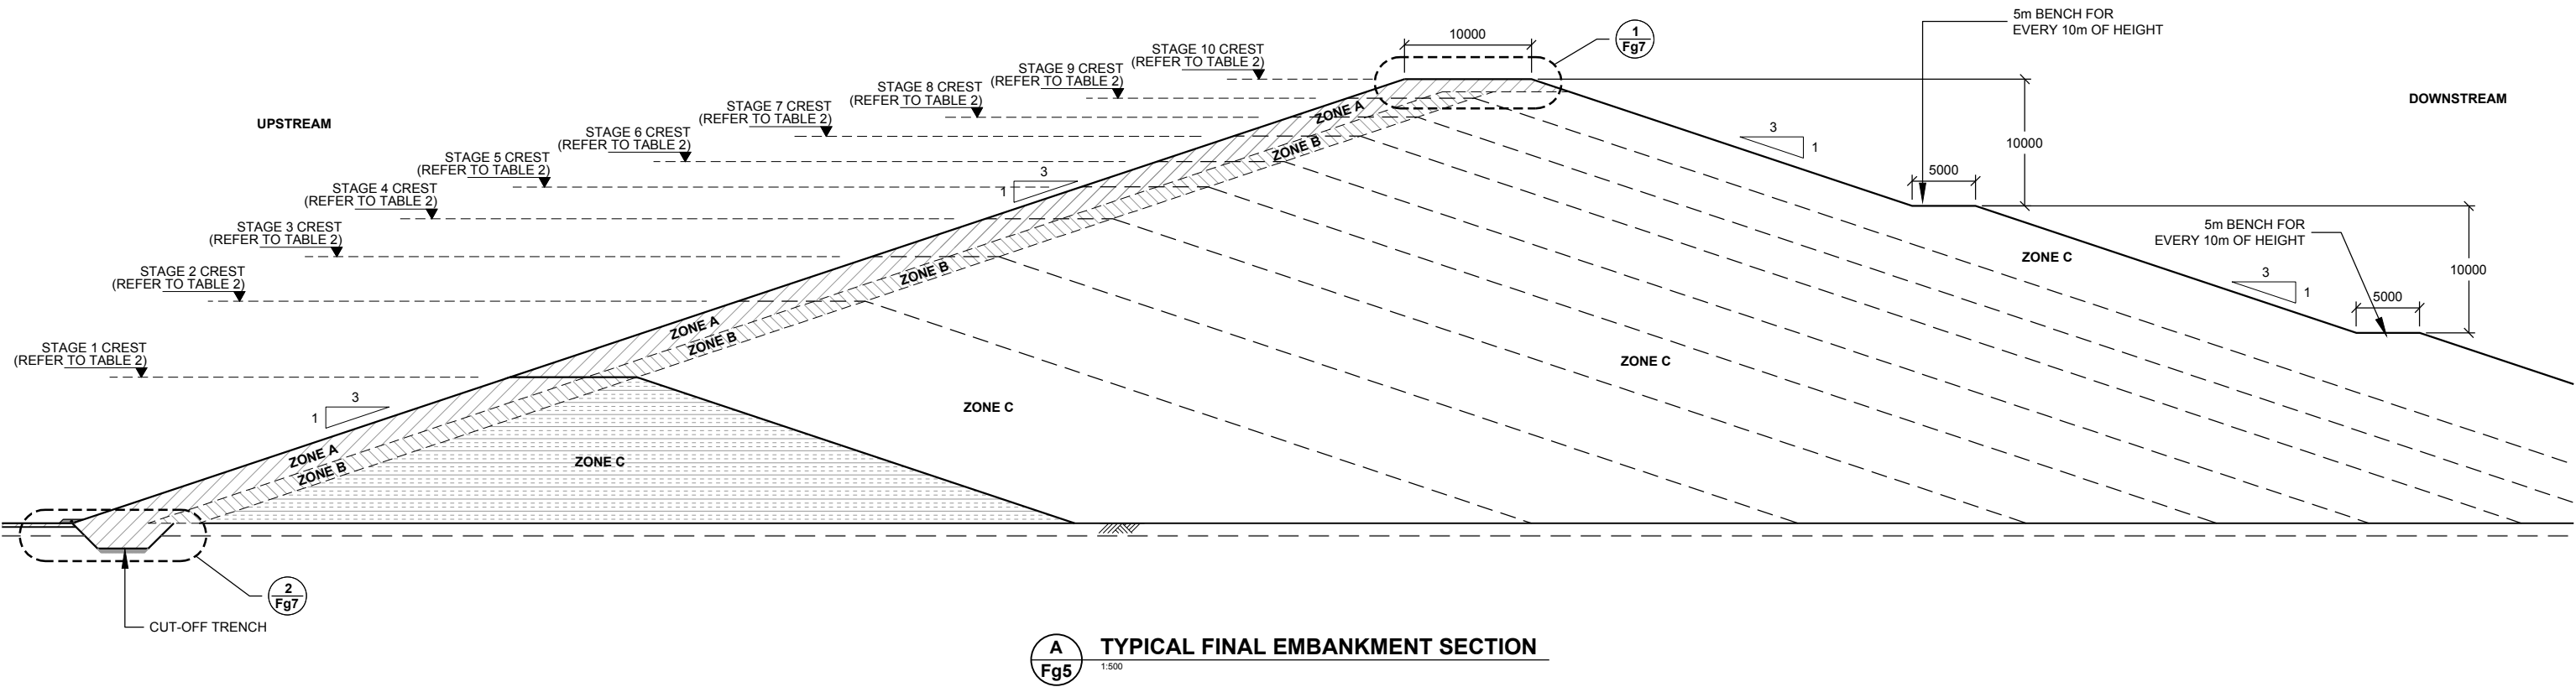 5m BENCH FOR
EVERY 10m OF HEIGHT
10000
1
Fg7
STAGE 10 CREST
(REFER TO TABLE 2)
STAGE 9 CREST
(REFER TO TABLE 2)
STAGE 8 CREST
(REFER TO TABLE 2)
STAGE 7 CREST
(REFER TO TABLE 2)
STAGE 6 CREST
(REFER TO TABLE 2)
STAGE 5 CREST
(REFER TO TABLE 2)
STAGE 4 CREST
(REFER TO TABLE 2)
STAGE 3 CREST
(REFER TO TABLE 2)
STAGE 2 CREST
(REFER TO TABLE 2)
STAGE 1 CREST
(REFER TO TABLE 2)
UPSTREAM
DOWNSTREAM
ZONE A
ZONE B
3
1
10000
5000
3
1
5m BENCH FOR
EVERY 10m OF HEIGHT
ZONE C
10000
3
1
5000
ZONE B
ZONE A
ZONE B
ZONE C
ZONE C
3
1
ZONE A
ZONE B
ZONE C
2
Fg7
CUT-OFF TRENCH
A
Fg5
TYPICAL FINAL EMBANKMENT SECTION
1:500